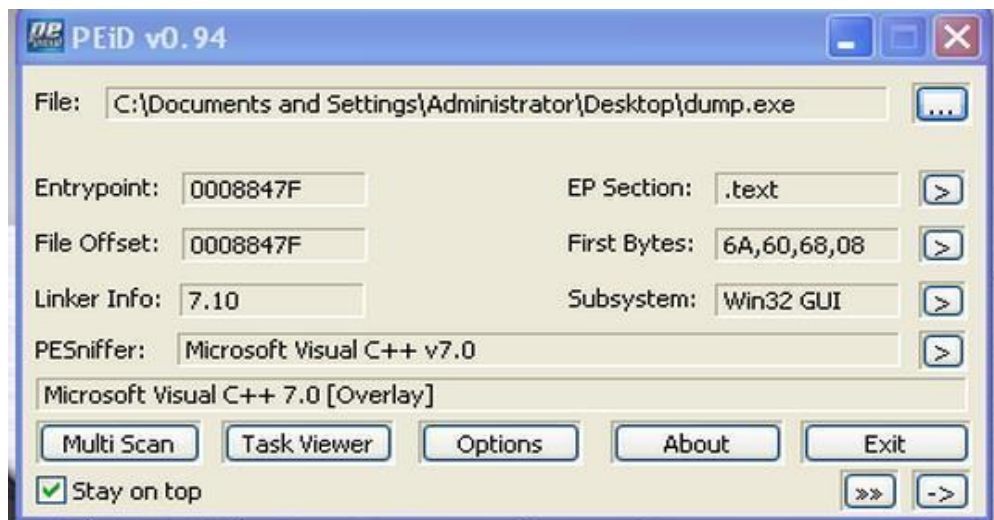 PEiD v0.94
File: C:\Documents and Settings\Administrator\Desktop\dump.exe ...
Entrypoint: 0008847F EP Section: .text >
File Offset: 0008847F First Bytes: 6A,60,68,08 >
Linker Info: 7.10 Subsystem: Win32 GUI >
PESniffer: Microsoft Visual C++ v7.0 >
Microsoft Visual C++ 7.0 [Overlay]
Multi Scan Task Viewer Options About Exit
Stay on top »» ->